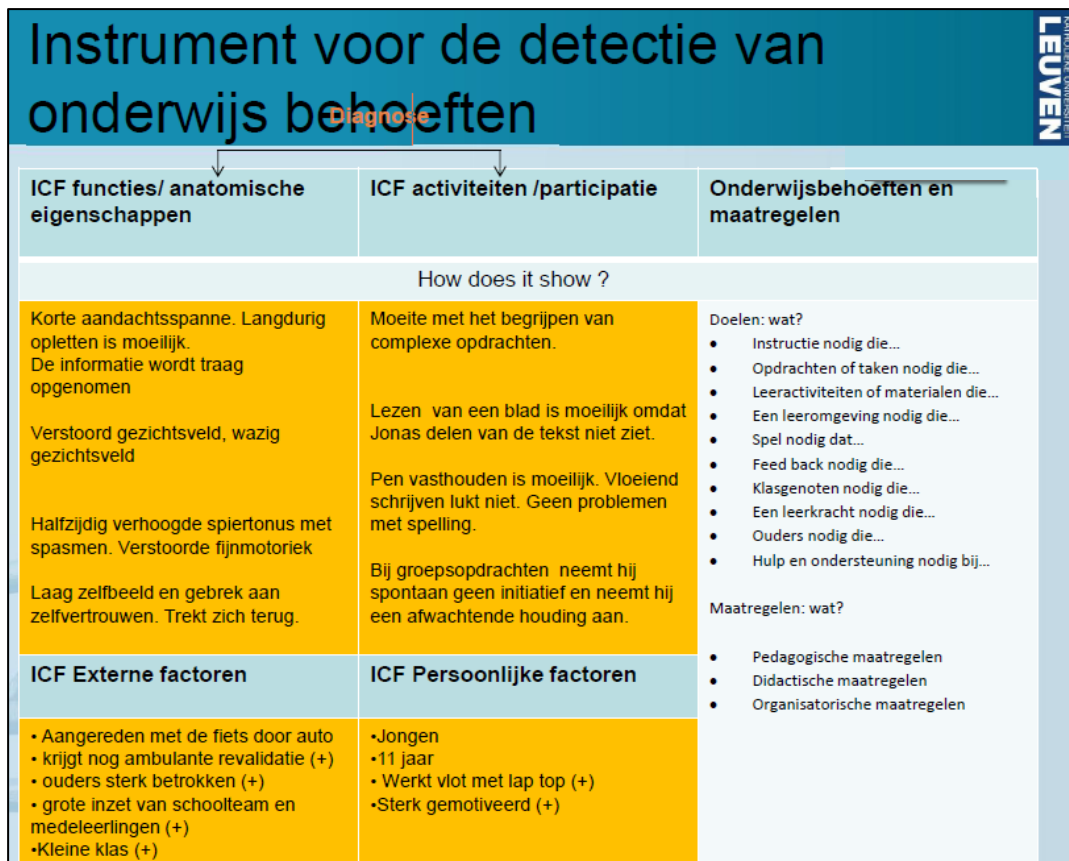 Instrument voor de detectie van
onderwijs behoeften
Diagnose
KATHOLIEKE UNIVERSITEIT
LEUVEN
ICF functies/ anatomische
eigenschappen
ICF activiteiten /participatie
Onderwijsbehoeften en
maatregelen
How does it show ?
Korte aandachtsspanne. Langdurig
opletten is moeilijk.
De informatie wordt traag
opgenomen
Verstoord gezichtsveld, wazig
gezichtsveld
Halfzijdig verhoogde spiertonus met
spasmen. Verstoorde fijnmotoriek
Laag zelfbeeld en gebrek aan
zelfvertrouwen. Trekt zich terug.
Moeite met het begrijpen van
complexe opdrachten.
Lezen van een blad is moeilijk omdat
Jonas delen van de tekst niet ziet.
Pen vasthouden is moeilijk. Vloeiend
schrijven lukt niet. Geen problemen
met spelling.
Bij groepsopdrachten neemt hij
spontaan geen initiatief en neemt hij
een afwachtende houding aan.
Doelen: wat?
• Instructie nodig die...
• Opdrachten of taken nodig die...
• Leeractiviteiten of materialen die...
• Een leeromgeving nodig die...
• Spel nodig dat...
• Feed back nodig die...
• Klasgenoten nodig die...
• Een leerkracht nodig die...
• Ouders nodig die...
• Hulp en ondersteuning nodig bij...
Maatregelen: wat?
• Pedagogische maatregelen
• Didactische maatregelen
• Organisatorische maatregelen
ICF Externe factoren
ICF Persoonlijke factoren
• Aangereden met de fiets door auto
• krijgt nog ambulante revalidatie (+)
• ouders sterk betrokken (+)
• grote inzet van schoolteam en
medeleerlingen (+)
•Kleine klas (+)
•Jongen
•11 jaar
• Werkt vlot met lap top (+)
•Sterk gemotiveerd (+)